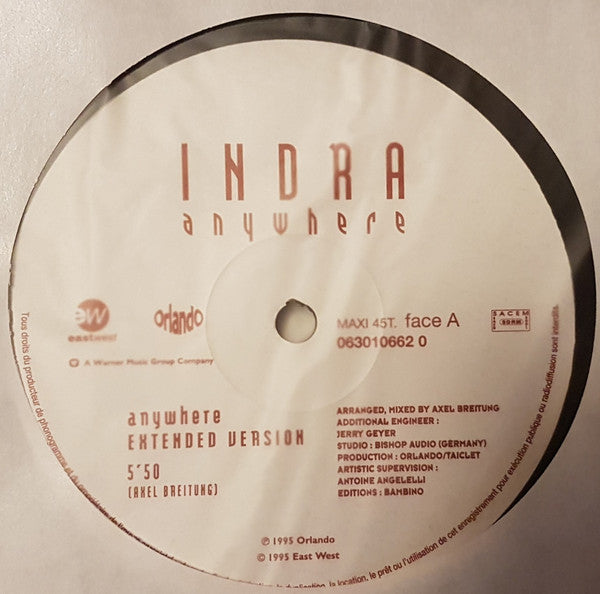 INDRA
anywhere
ew
eastwest
orlando
A Warner Music Group Company
MAXI 45T. face A
063010662 0
SACEM
SDRM
anywhere
EXTENDED VERSION
5'50
(AXEL BREITUNG)
ARRANGED, MIXED BY AXEL BREITUNG
ADDITIONAL ENGINEER :
JERRY GEYER
STUDIO : BISHOP AUDIO (GERMANY)
PRODUCTION : ORLANDO/TAICLET
ARTISTIC SUPERVISION :
ANTOINE ANGELELLI
EDITIONS : BAMBINO
℗ 1995 Orlando
© 1995 East West
Tous droits du producteur de phonogramme et du la duplication, la location, le prêt ou l'utilisation de cet enregistrement pour exécution publique ou radiodiffusion sont interdits.